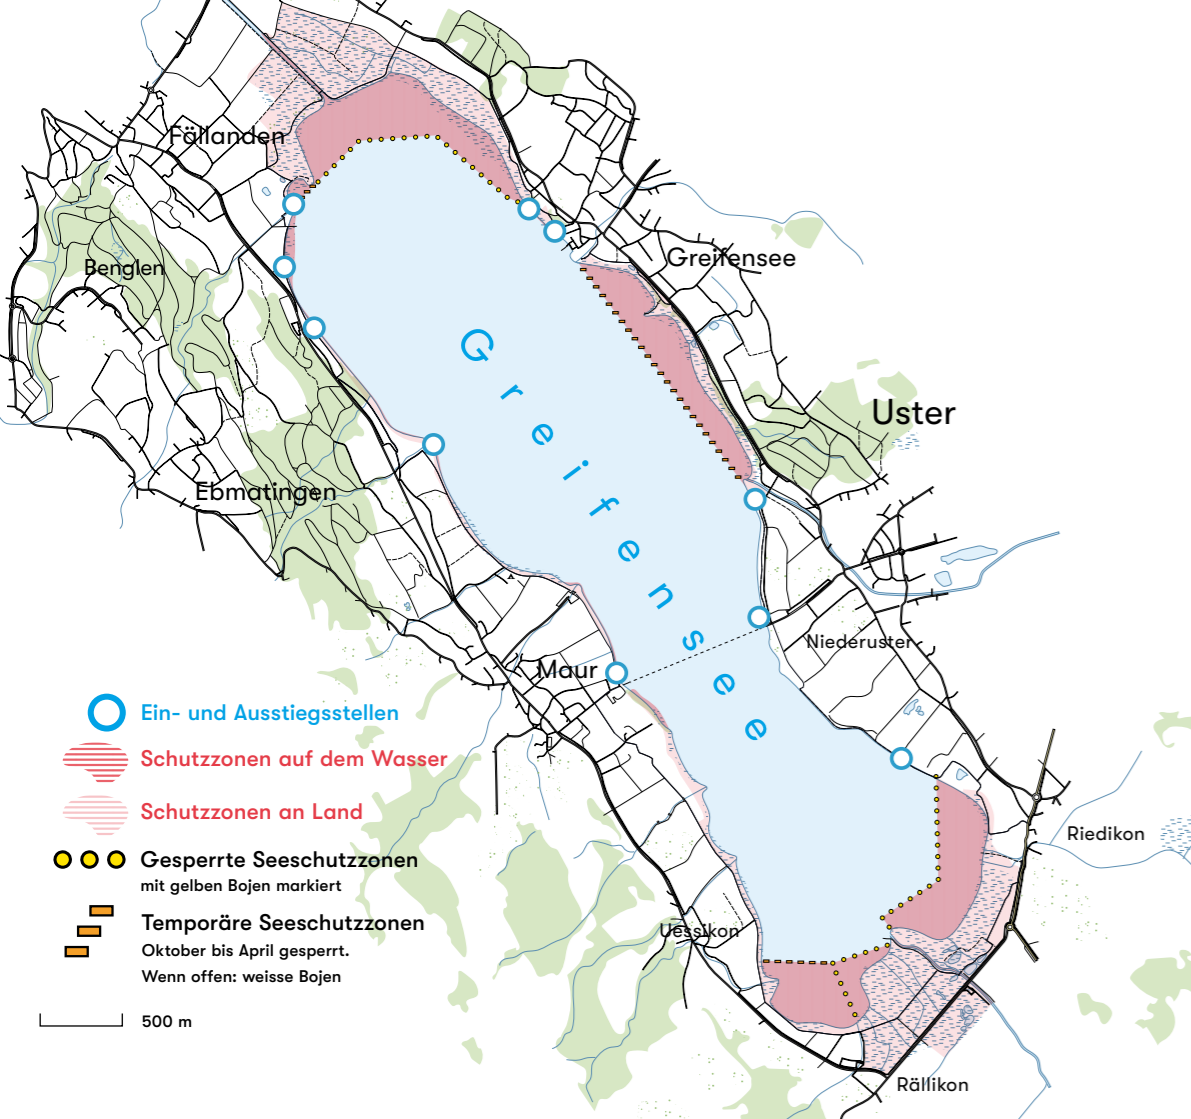 Fällanden
Greifensee
Benglen
Greifensee
Uster
Ebmatingen
Niederuster
Maur
Ein- und Ausstiegsstellen
Schutzzonen auf dem Wasser
Schutzzonen an Land
Riedikon
Gesperrte Seeschutzzonen
mit gelben Bojen markiert
Temporäre Seeschutzzonen
Uessikon
Oktober bis April gesperrt.
Wenn offen: weisse Bojen
500 m
Rällikon